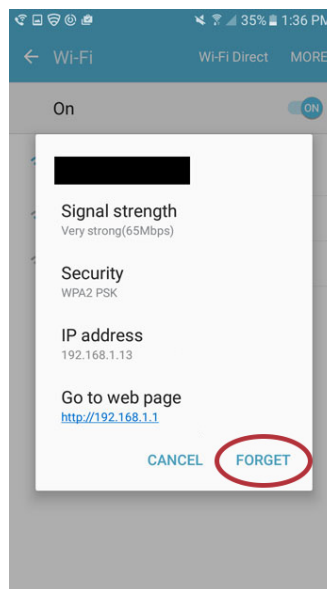 35% 1:36 PM
Wi-Fi Wi-Fi Direct MORE
On ON
Signal strength
Very strong(65Mbps)
Security
WPA2 PSK
IP address
192.168.1.13
Go to web page
http://192.168.1.1
CANCEL FORGET